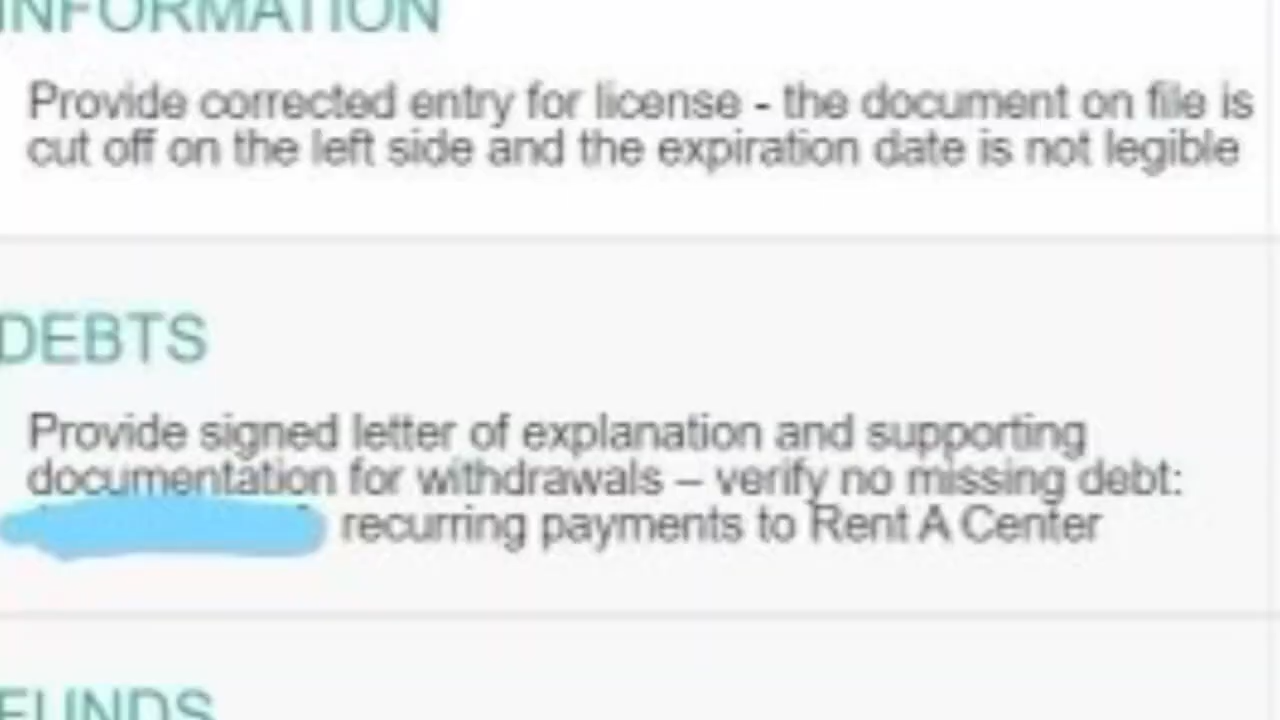 INFORMATION
Provide corrected entry for license - the document on file is
cut off on the left side and the expiration date is not legible
DEBTS
Provide signed letter of explanation and supporting
documentation for withdrawals – verify no missing debt:
recurring payments to Rent A Center
FUNDS